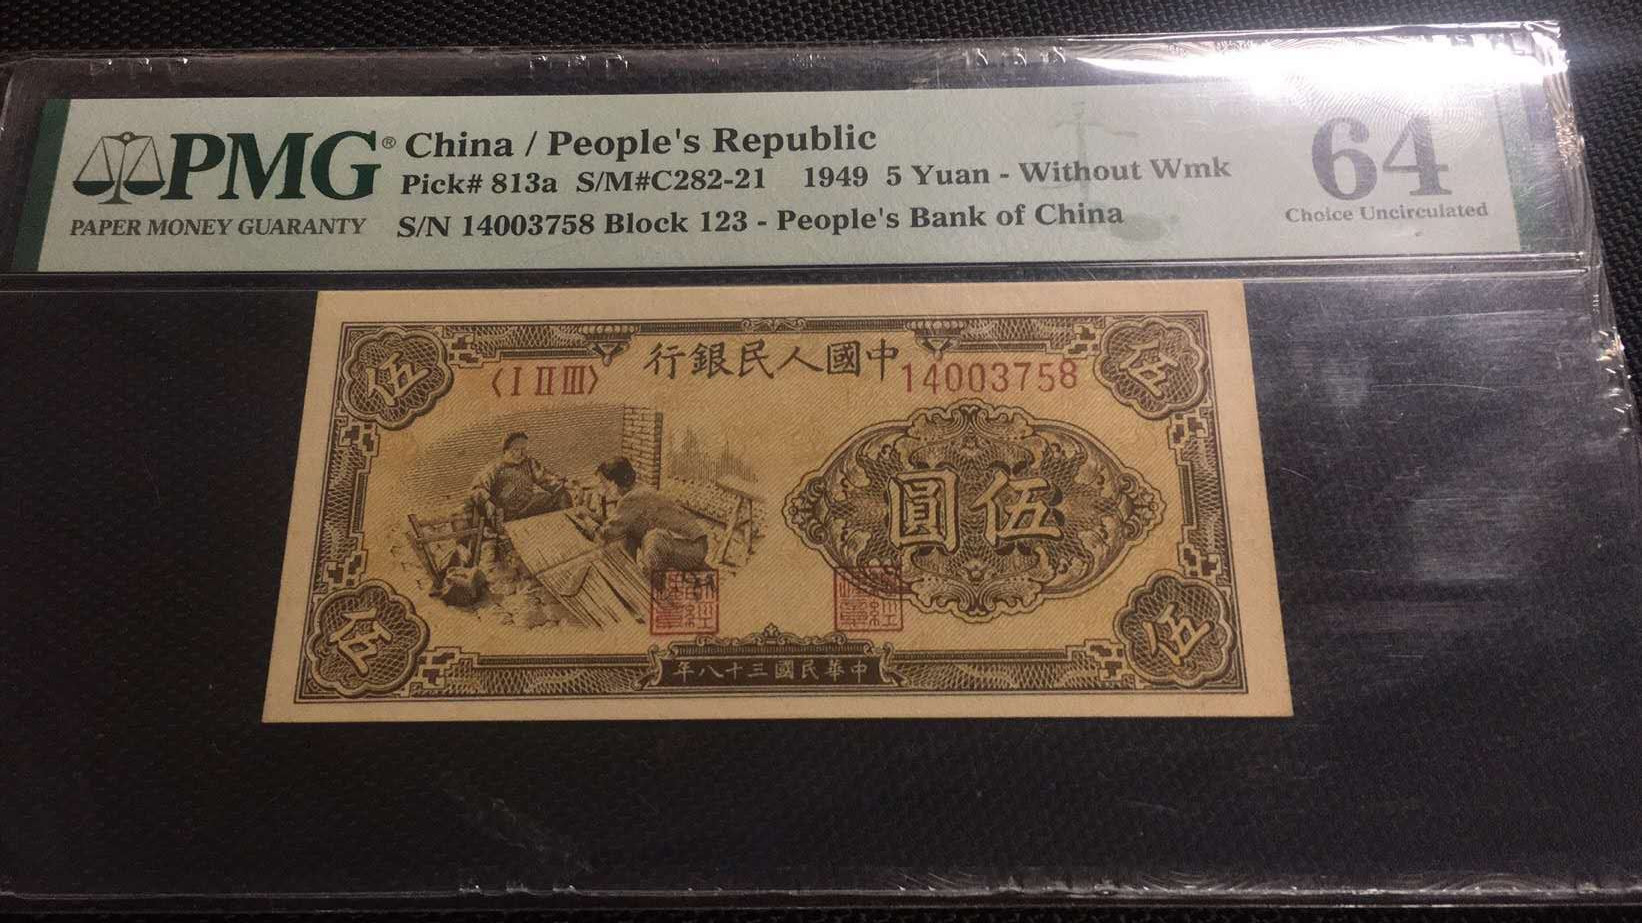 PMG® China / People's Republic
Pick# 813a S/M#C282-21 1949 5 Yuan - Without Wmk
64
PAPER MONEY GUARANTY
S/N 14003758 Block 123 - People's Bank of China
Choice Uncirculated
行銀民人國中
〈I II III〉
14003758
伍
伍
圓伍
伍
伍
年八十三國民華中